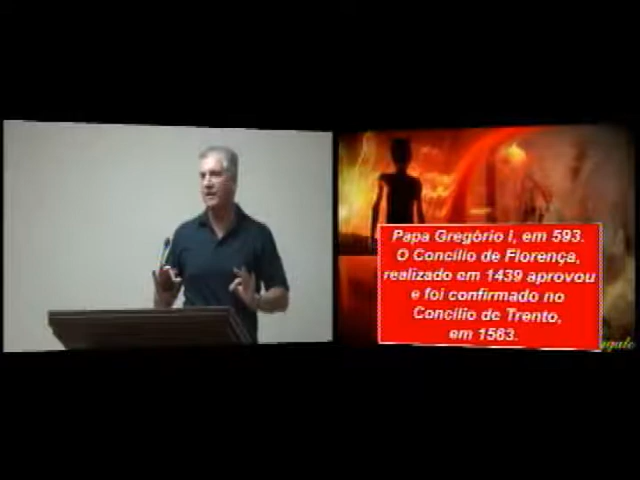 Papa Gregório I, em 593.
O Concílio de Florença,
realizado em 1439 aprovou
e foi confirmado no
Concílio de Trento,
em 1563.